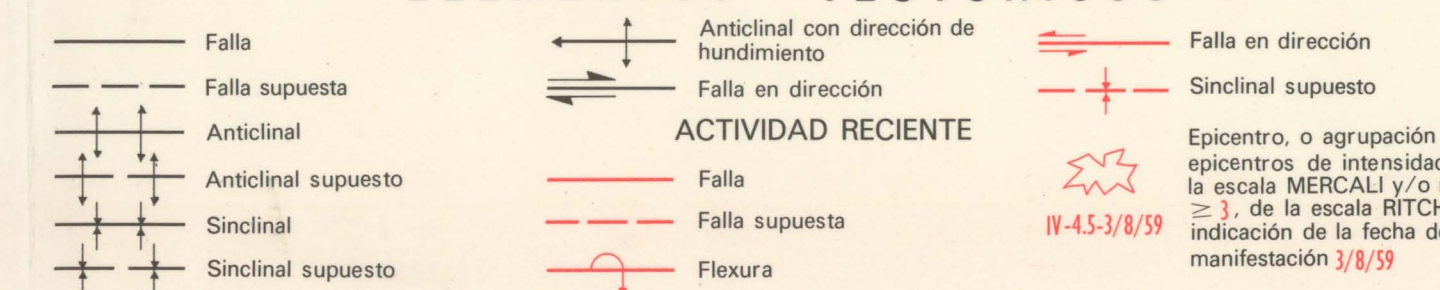 Falla
Falla supuesta
Anticlinal
Anticlinal supuesto
Sinclinal
Sinclinal supuesto
Anticlinal con dirección de
hundimiento
Falla en dirección
ACTIVIDAD RECIENTE
Falla
Falla supuesta
Flexura
Falla en dirección
Sinclinal supuesto
IV-4.5-3/8/59
Epicentro, o agrupación
epicentros de intensidad
la escala MERCALI y/o
≥ 3, de la escala RITCH
indicación de la fecha de
manifestación 3/8/59